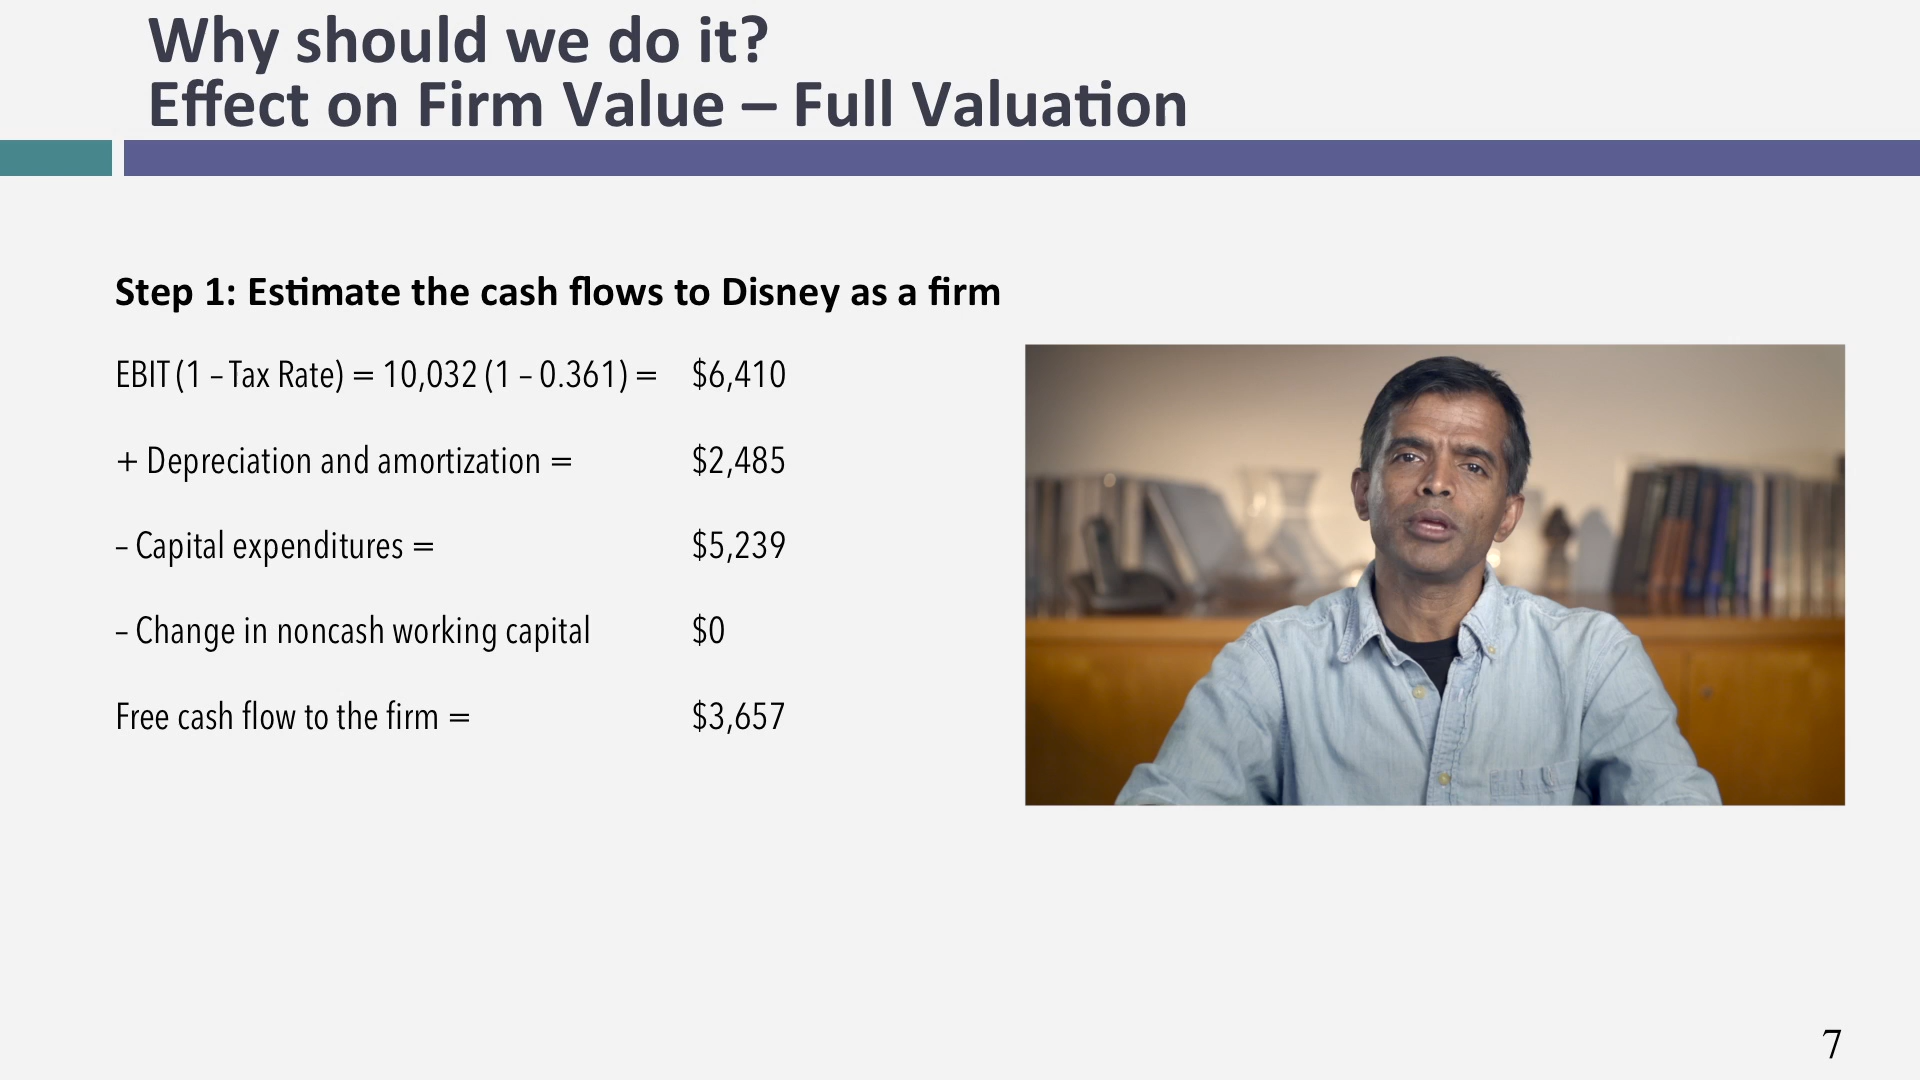 Why should we do it?
Effect on Firm Value – Full Valuation
Step 1: Estimate the cash flows to Disney as a firm
EBIT (1 – Tax Rate) = 10,032 (1 – 0.361) = $6,410
+ Depreciation and amortization = $2,485
– Capital expenditures = $5,239
– Change in noncash working capital $0
Free cash flow to the firm = $3,657
7